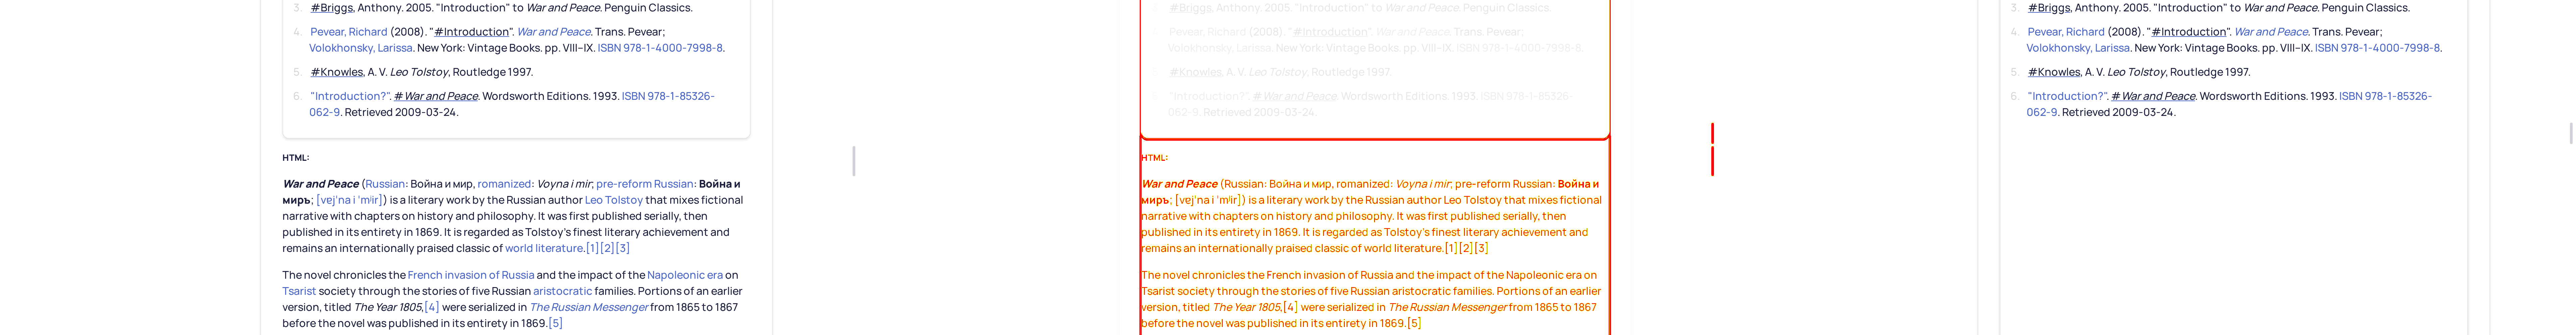 3. #Briggs, Anthony. 2005. "Introduction" to War and Peace. Penguin Classics.
4. Pevear, Richard (2008). "#Introduction". War and Peace. Trans. Pevear;
Volokhonsky, Larissa. New York: Vintage Books. pp. VIII–IX. ISBN 978-1-4000-7998-8.
5. #Knowles, A. V. Leo Tolstoy, Routledge 1997.
6. "Introduction?". #War and Peace. Wordsworth Editions. 1993. ISBN 978-1-85326-
062-9. Retrieved 2009-03-24.
HTML:
War and Peace (Russian: Война и мир, romanized: Voyna i mir; pre-reform Russian: Война и
миръ; [vɐjˈna i ˈmʲir]) is a literary work by the Russian author Leo Tolstoy that mixes fictional
narrative with chapters on history and philosophy. It was first published serially, then
published in its entirety in 1869. It is regarded as Tolstoy's finest literary achievement and
remains an internationally praised classic of world literature.[1][2][3]
The novel chronicles the French invasion of Russia and the impact of the Napoleonic era on
Tsarist society through the stories of five Russian aristocratic families. Portions of an earlier
version, titled The Year 1805,[4] were serialized in The Russian Messenger from 1865 to 1867
before the novel was published in its entirety in 1869.[5]
#Briggs, Anthony. 2005. "Introduction" to War and Peace. Penguin Classics.
Pevear, Richard (2008). "#Introduction". War and Peace. Trans. Pevear;
Volokhonsky, Larissa. New York: Vintage Books. pp. VIII–IX. ISBN 978-1-4000-7998-8.
#Knowles, A. V. Leo Tolstoy, Routledge 1997.
"Introduction?". #War and Peace. Wordsworth Editions. 1993. ISBN 978-1-85326-
062-9. Retrieved 2009-03-24.
HTML:
War and Peace (Russian: Война и мир, romanized: Voyna i mir; pre-reform Russian: Война и
миръ; [vɐjˈna i ˈmʲir]) is a literary work by the Russian author Leo Tolstoy that mixes fictional
narrative with chapters on history and philosophy. It was first published serially, then
published in its entirety in 1869. It is regarded as Tolstoy's finest literary achievement and
remains an internationally praised classic of world literature.[1][2][3]
The novel chronicles the French invasion of Russia and the impact of the Napoleonic era on
Tsarist society through the stories of five Russian aristocratic families. Portions of an earlier
version, titled The Year 1805,[4] were serialized in The Russian Messenger from 1865 to 1867
before the novel was published in its entirety in 1869.[5]
3. #Briggs, Anthony. 2005. "Introduction" to War and Peace. Penguin Classics.
4. Pevear, Richard (2008). "#Introduction". War and Peace. Trans. Pevear;
Volokhonsky, Larissa. New York: Vintage Books. pp. VIII–IX. ISBN 978-1-4000-7998-8.
5. #Knowles, A. V. Leo Tolstoy, Routledge 1997.
6. "Introduction?". #War and Peace. Wordsworth Editions. 1993. ISBN 978-1-85326-
062-9. Retrieved 2009-03-24.